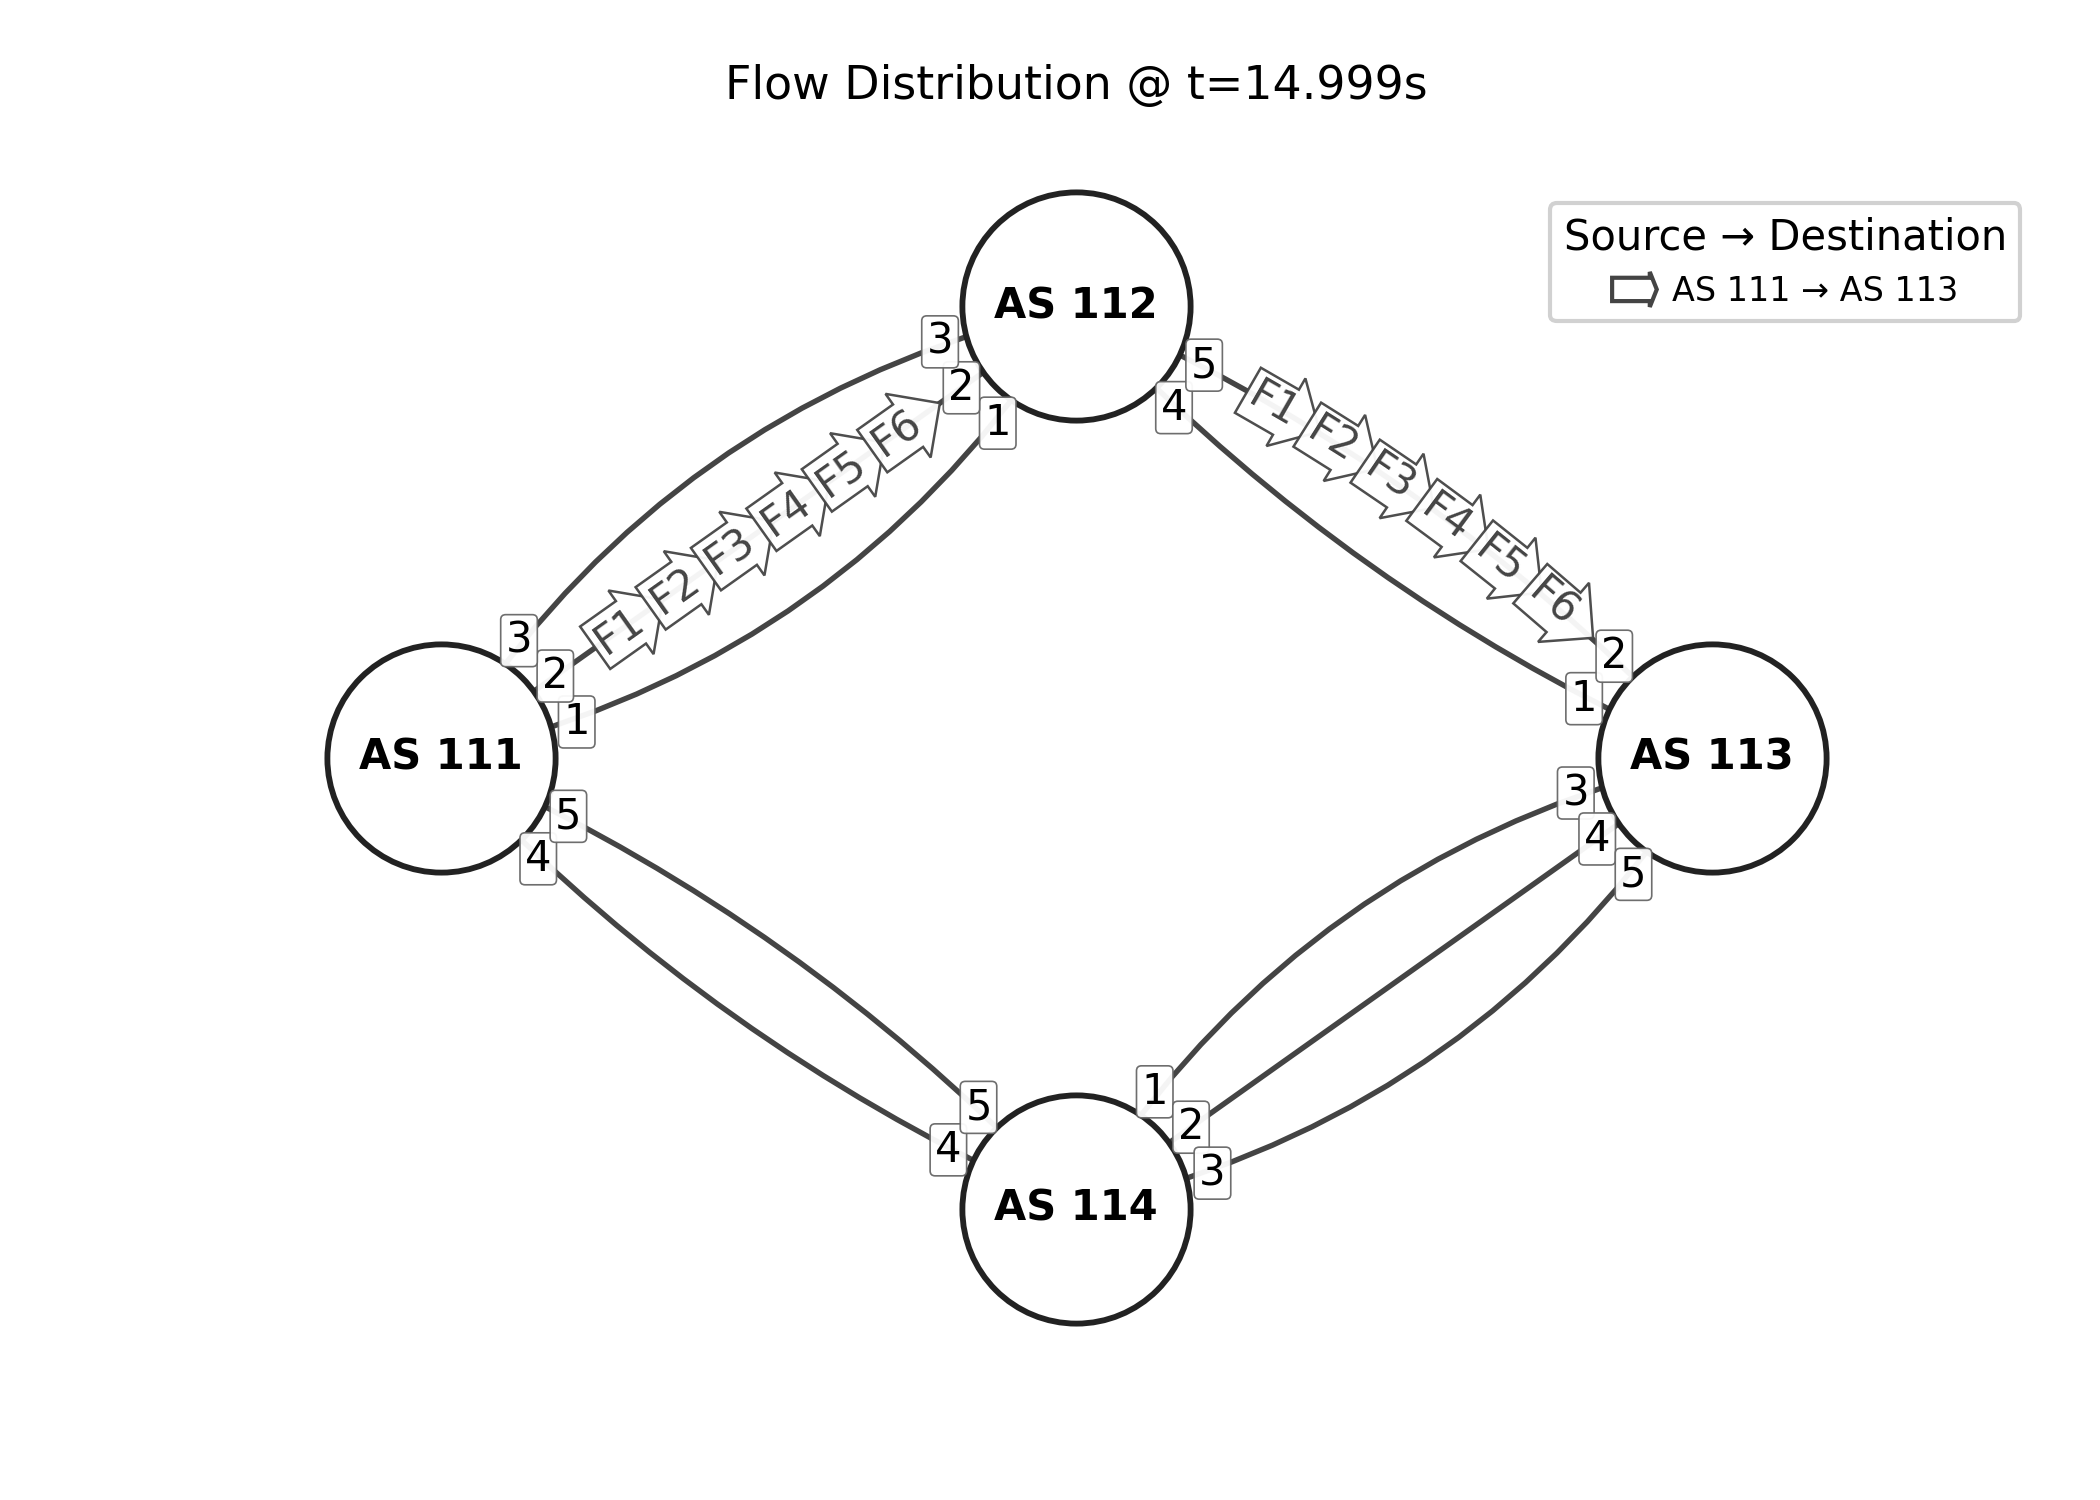 Flow Distribution @ t=14.999s
Source → Destination
AS 111 → AS 113
AS 112
3
2
1
5
4
F1
F2
F3
F4
F5
F6
F1
F2
F3
F4
F5
F6
3
2
1
2
1
AS 111
AS 113
5
4
3
4
5
5
4
1
2
3
AS 114